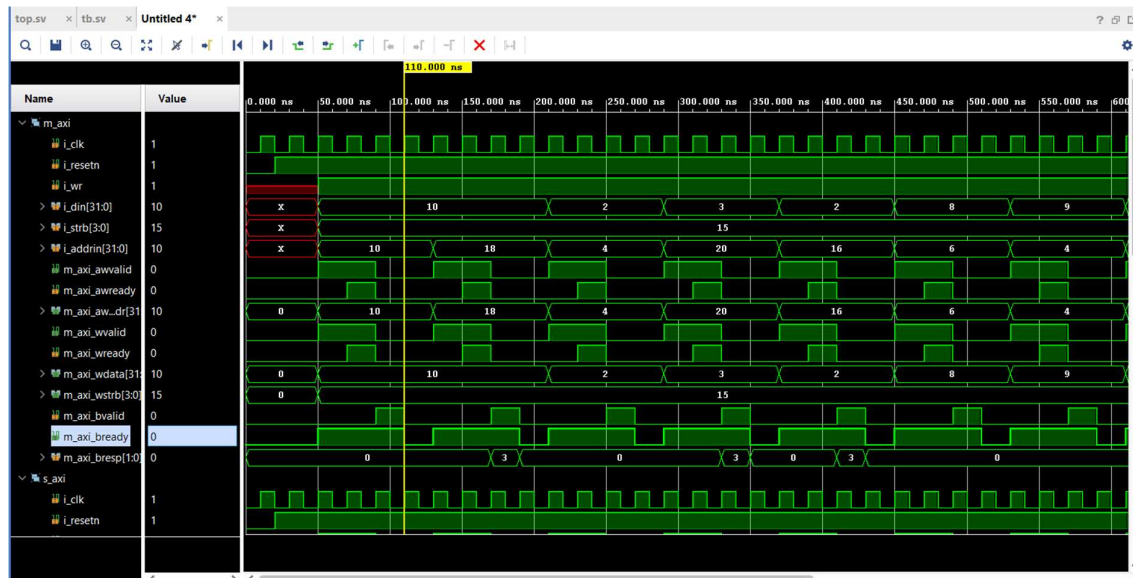 top.sv × tb.sv × Untitled 4* ×
?
110.000 ns
Name Value
0.000 ns 50.000 ns 100.000 ns 150.000 ns 200.000 ns 250.000 ns 300.000 ns 350.000 ns 400.000 ns 450.000 ns 500.000 ns 550.000 ns 600
m_axi
i_clk 1
i_resetn 1
i_wr 1
i_din[31:0] 10 X 10 2 3 2 8 9
i_strb[3:0] 15 X 15
i_addrin[31:0] 10 X 10 18 4 20 16 6 4
m_axi_awvalid 0
m_axi_awready 0
m_axi_aw...dr[31 10 0 10 18 4 20 16 6 4
m_axi_wvalid 0
m_axi_wready 0
m_axi_wdata[31: 10 0 10 2 3 2 8 9
m_axi_wstrb[3:0] 15 0 15
m_axi_bvalid 0
m_axi_bready 0
m_axi_bresp[1:0] 0 0 3 0 3 0 3 0
s_axi
i_clk 1
i_resetn 1